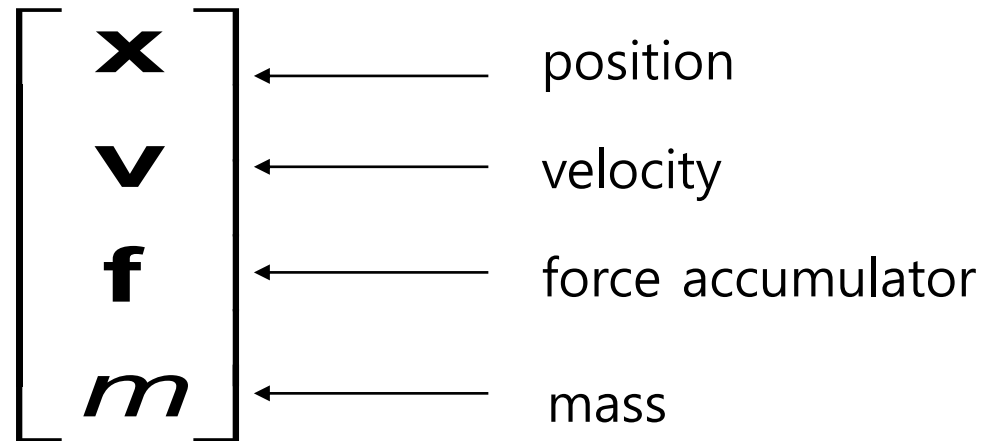 x position
v velocity
f force accumulator
m mass